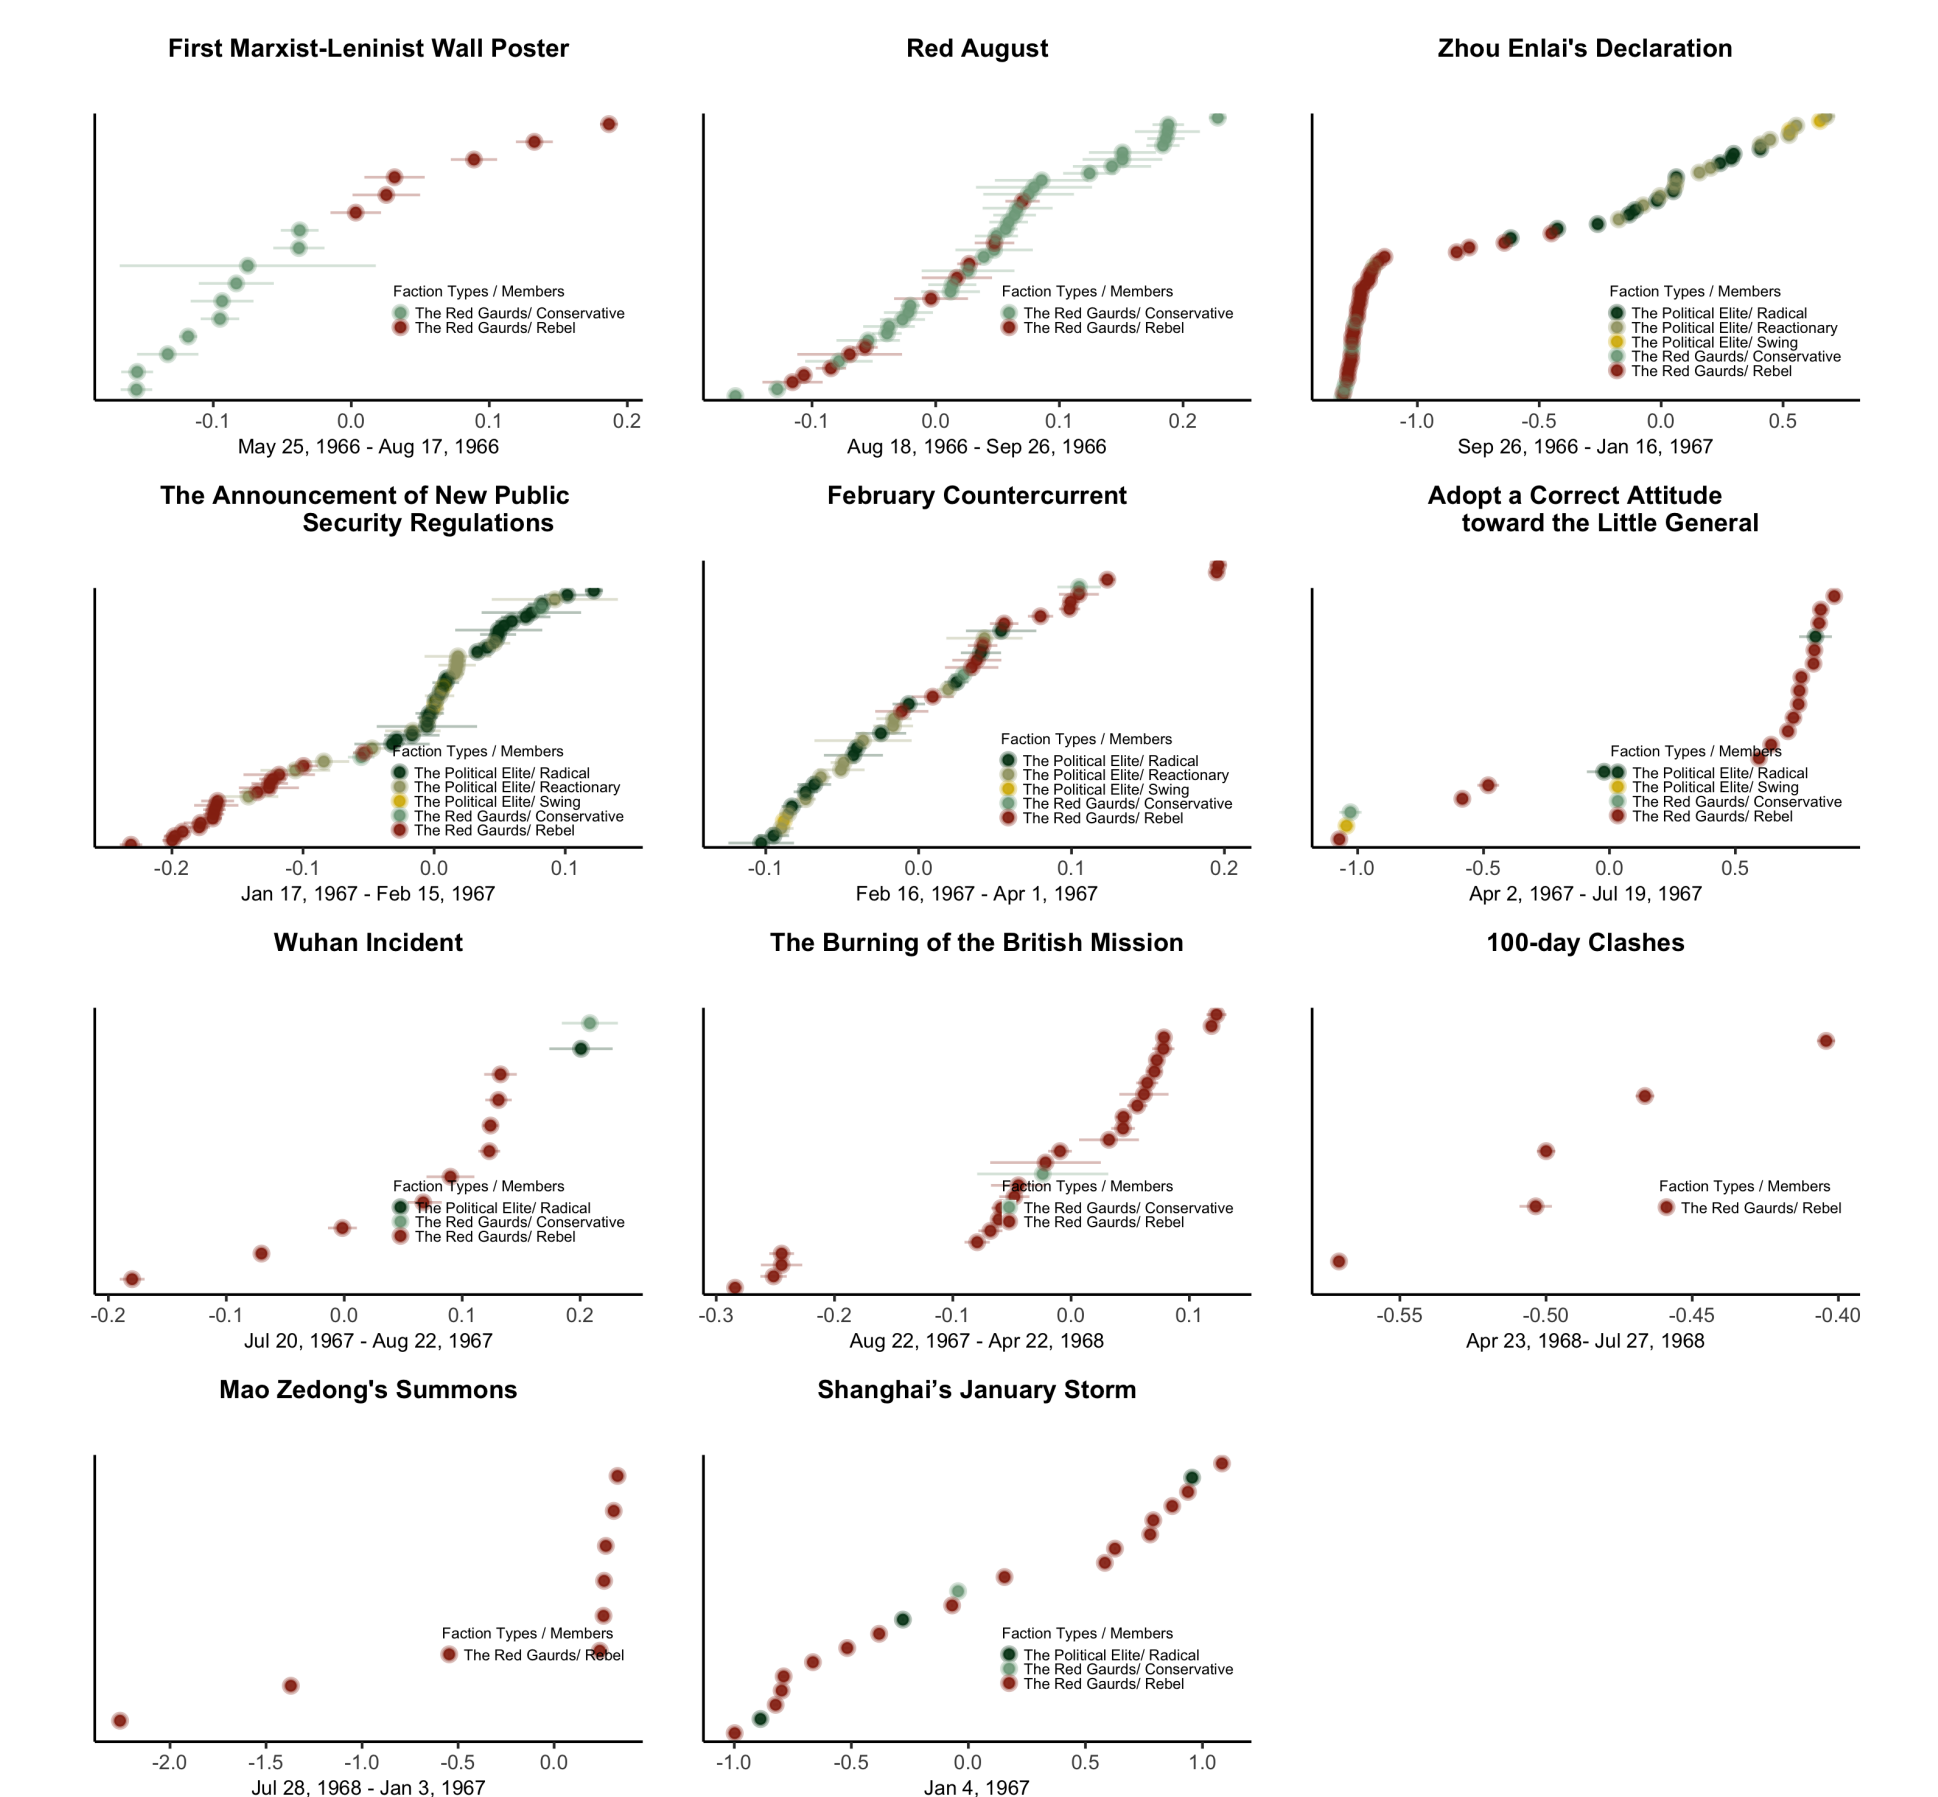 First Marxist-Leninist Wall Poster
Faction Types / Members
The Red Gaurds/ Conservative
The Red Gaurds/ Rebel
-0.1 0.0 0.1 0.2
May 25, 1966 - Aug 17, 1966
Red August
Faction Types / Members
The Red Gaurds/ Conservative
The Red Gaurds/ Rebel
-0.1 0.0 0.1 0.2
Aug 18, 1966 - Sep 26, 1966
Zhou Enlai's Declaration
Faction Types / Members
The Political Elite/ Radical
The Political Elite/ Reactionary
The Political Elite/ Swing
The Red Gaurds/ Conservative
The Red Gaurds/ Rebel
-1.0 -0.5 0.0 0.5
Sep 26, 1966 - Jan 16, 1967
The Announcement of New Public
Security Regulations
Faction Types / Members
The Political Elite/ Radical
The Political Elite/ Reactionary
The Political Elite/ Swing
The Red Gaurds/ Conservative
The Red Gaurds/ Rebel
-0.2 -0.1 0.0 0.1
Jan 17, 1967 - Feb 15, 1967
February Countercurrent
Faction Types / Members
The Political Elite/ Radical
The Political Elite/ Reactionary
The Political Elite/ Swing
The Red Gaurds/ Conservative
The Red Gaurds/ Rebel
-0.1 0.0 0.1 0.2
Feb 16, 1967 - Apr 1, 1967
Adopt a Correct Attitude
toward the Little General
Faction Types / Members
The Political Elite/ Radical
The Political Elite/ Swing
The Red Gaurds/ Conservative
The Red Gaurds/ Rebel
-1.0 -0.5 0.0 0.5
Apr 2, 1967 - Jul 19, 1967
Wuhan Incident
Faction Types / Members
The Political Elite/ Radical
The Red Gaurds/ Conservative
The Red Gaurds/ Rebel
-0.2 -0.1 0.0 0.1 0.2
Jul 20, 1967 - Aug 22, 1967
The Burning of the British Mission
Faction Types / Members
The Red Gaurds/ Conservative
The Red Gaurds/ Rebel
-0.3 -0.2 -0.1 0.0 0.1
Aug 22, 1967 - Apr 22, 1968
100-day Clashes
Faction Types / Members
The Red Gaurds/ Rebel
-0.55 -0.50 -0.45 -0.40
Apr 23, 1968- Jul 27, 1968
Mao Zedong's Summons
Faction Types / Members
The Red Gaurds/ Rebel
-2.0 -1.5 -1.0 -0.5 0.0
Jul 28, 1968 - Jan 3, 1967
Shanghai’s January Storm
Faction Types / Members
The Political Elite/ Radical
The Red Gaurds/ Conservative
The Red Gaurds/ Rebel
-1.0 -0.5 0.0 0.5 1.0
Jan 4, 1967